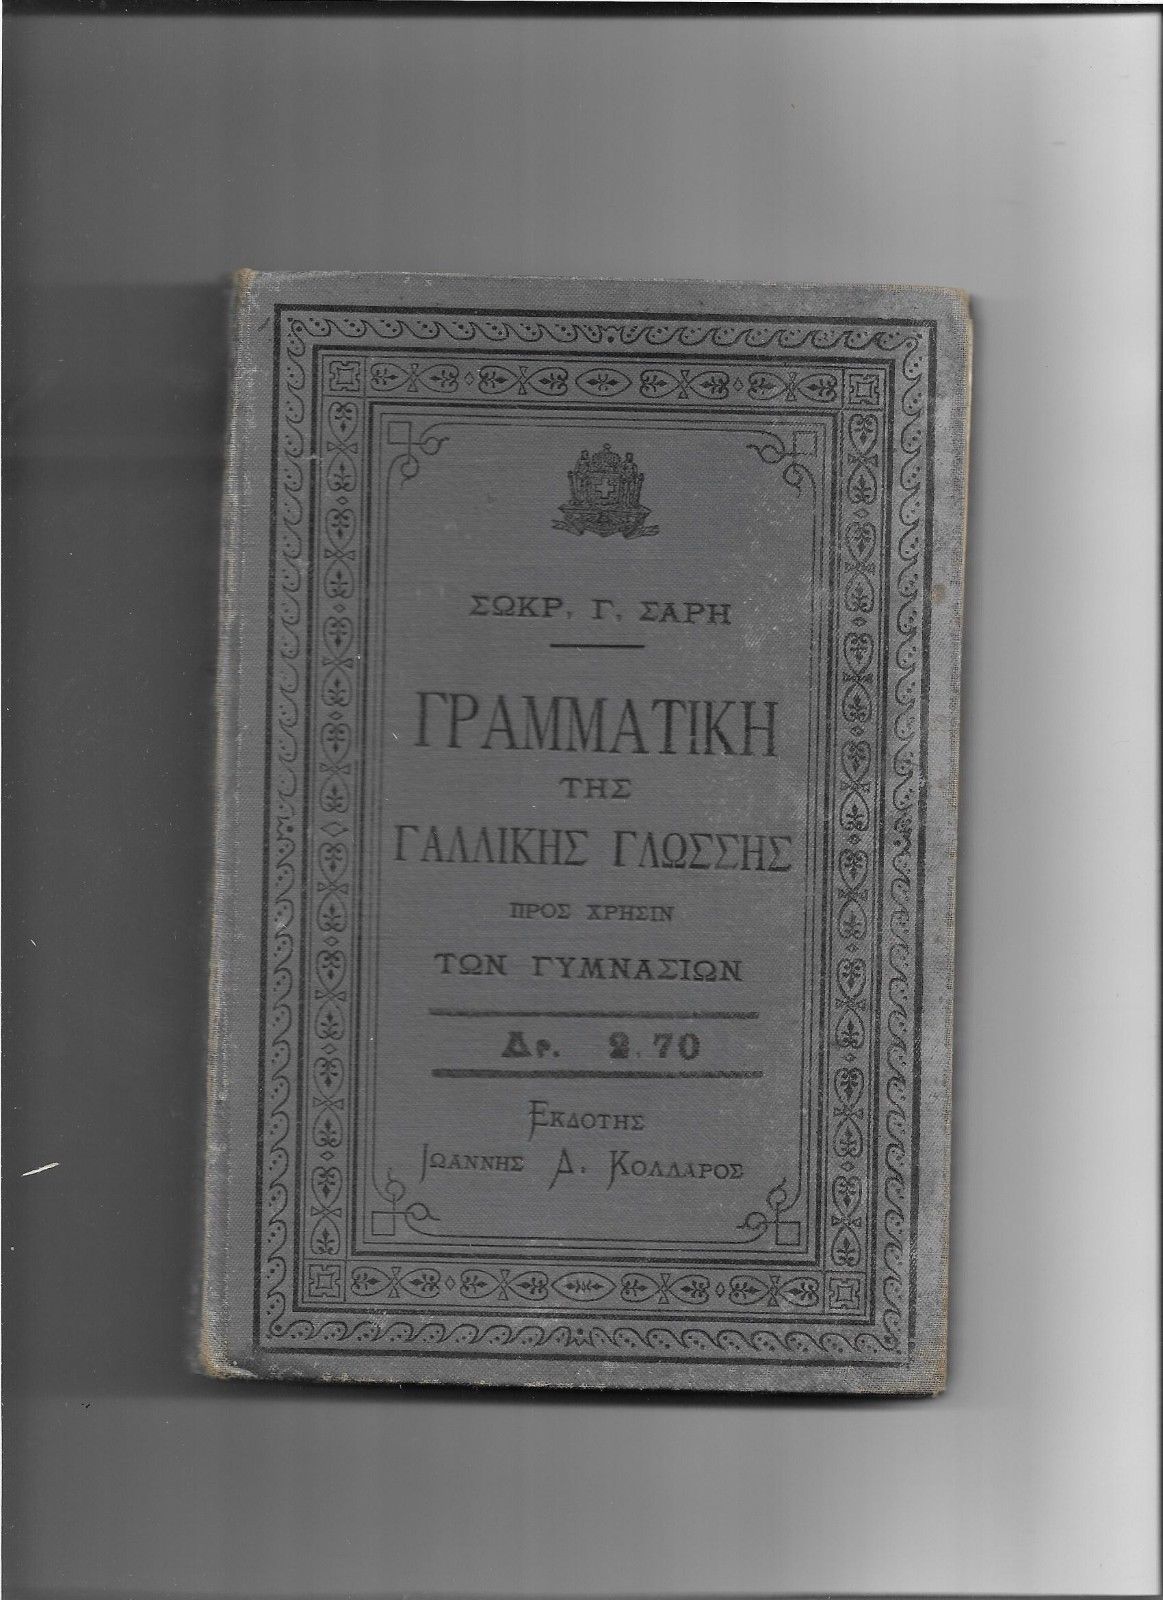 ΣΩΚΡ. Γ. ΣΑΡΗ
ΓΡΑΜΜΑΤΙΚΗ
ΤΗΣ
ΓΑΛΛΙΚΗΣ ΓΛΩΣΣΗΣ
ΠΡΟΣ ΧΡΗΣΙΝ
ΤΩΝ ΓΥΜΝΑΣΙΩΝ
Δρ. 2.70
ΕΚΔΟΤΗΣ
ΙΩΑΝΝΗΣ Δ. ΚΟΛΛΑΡΟΣ